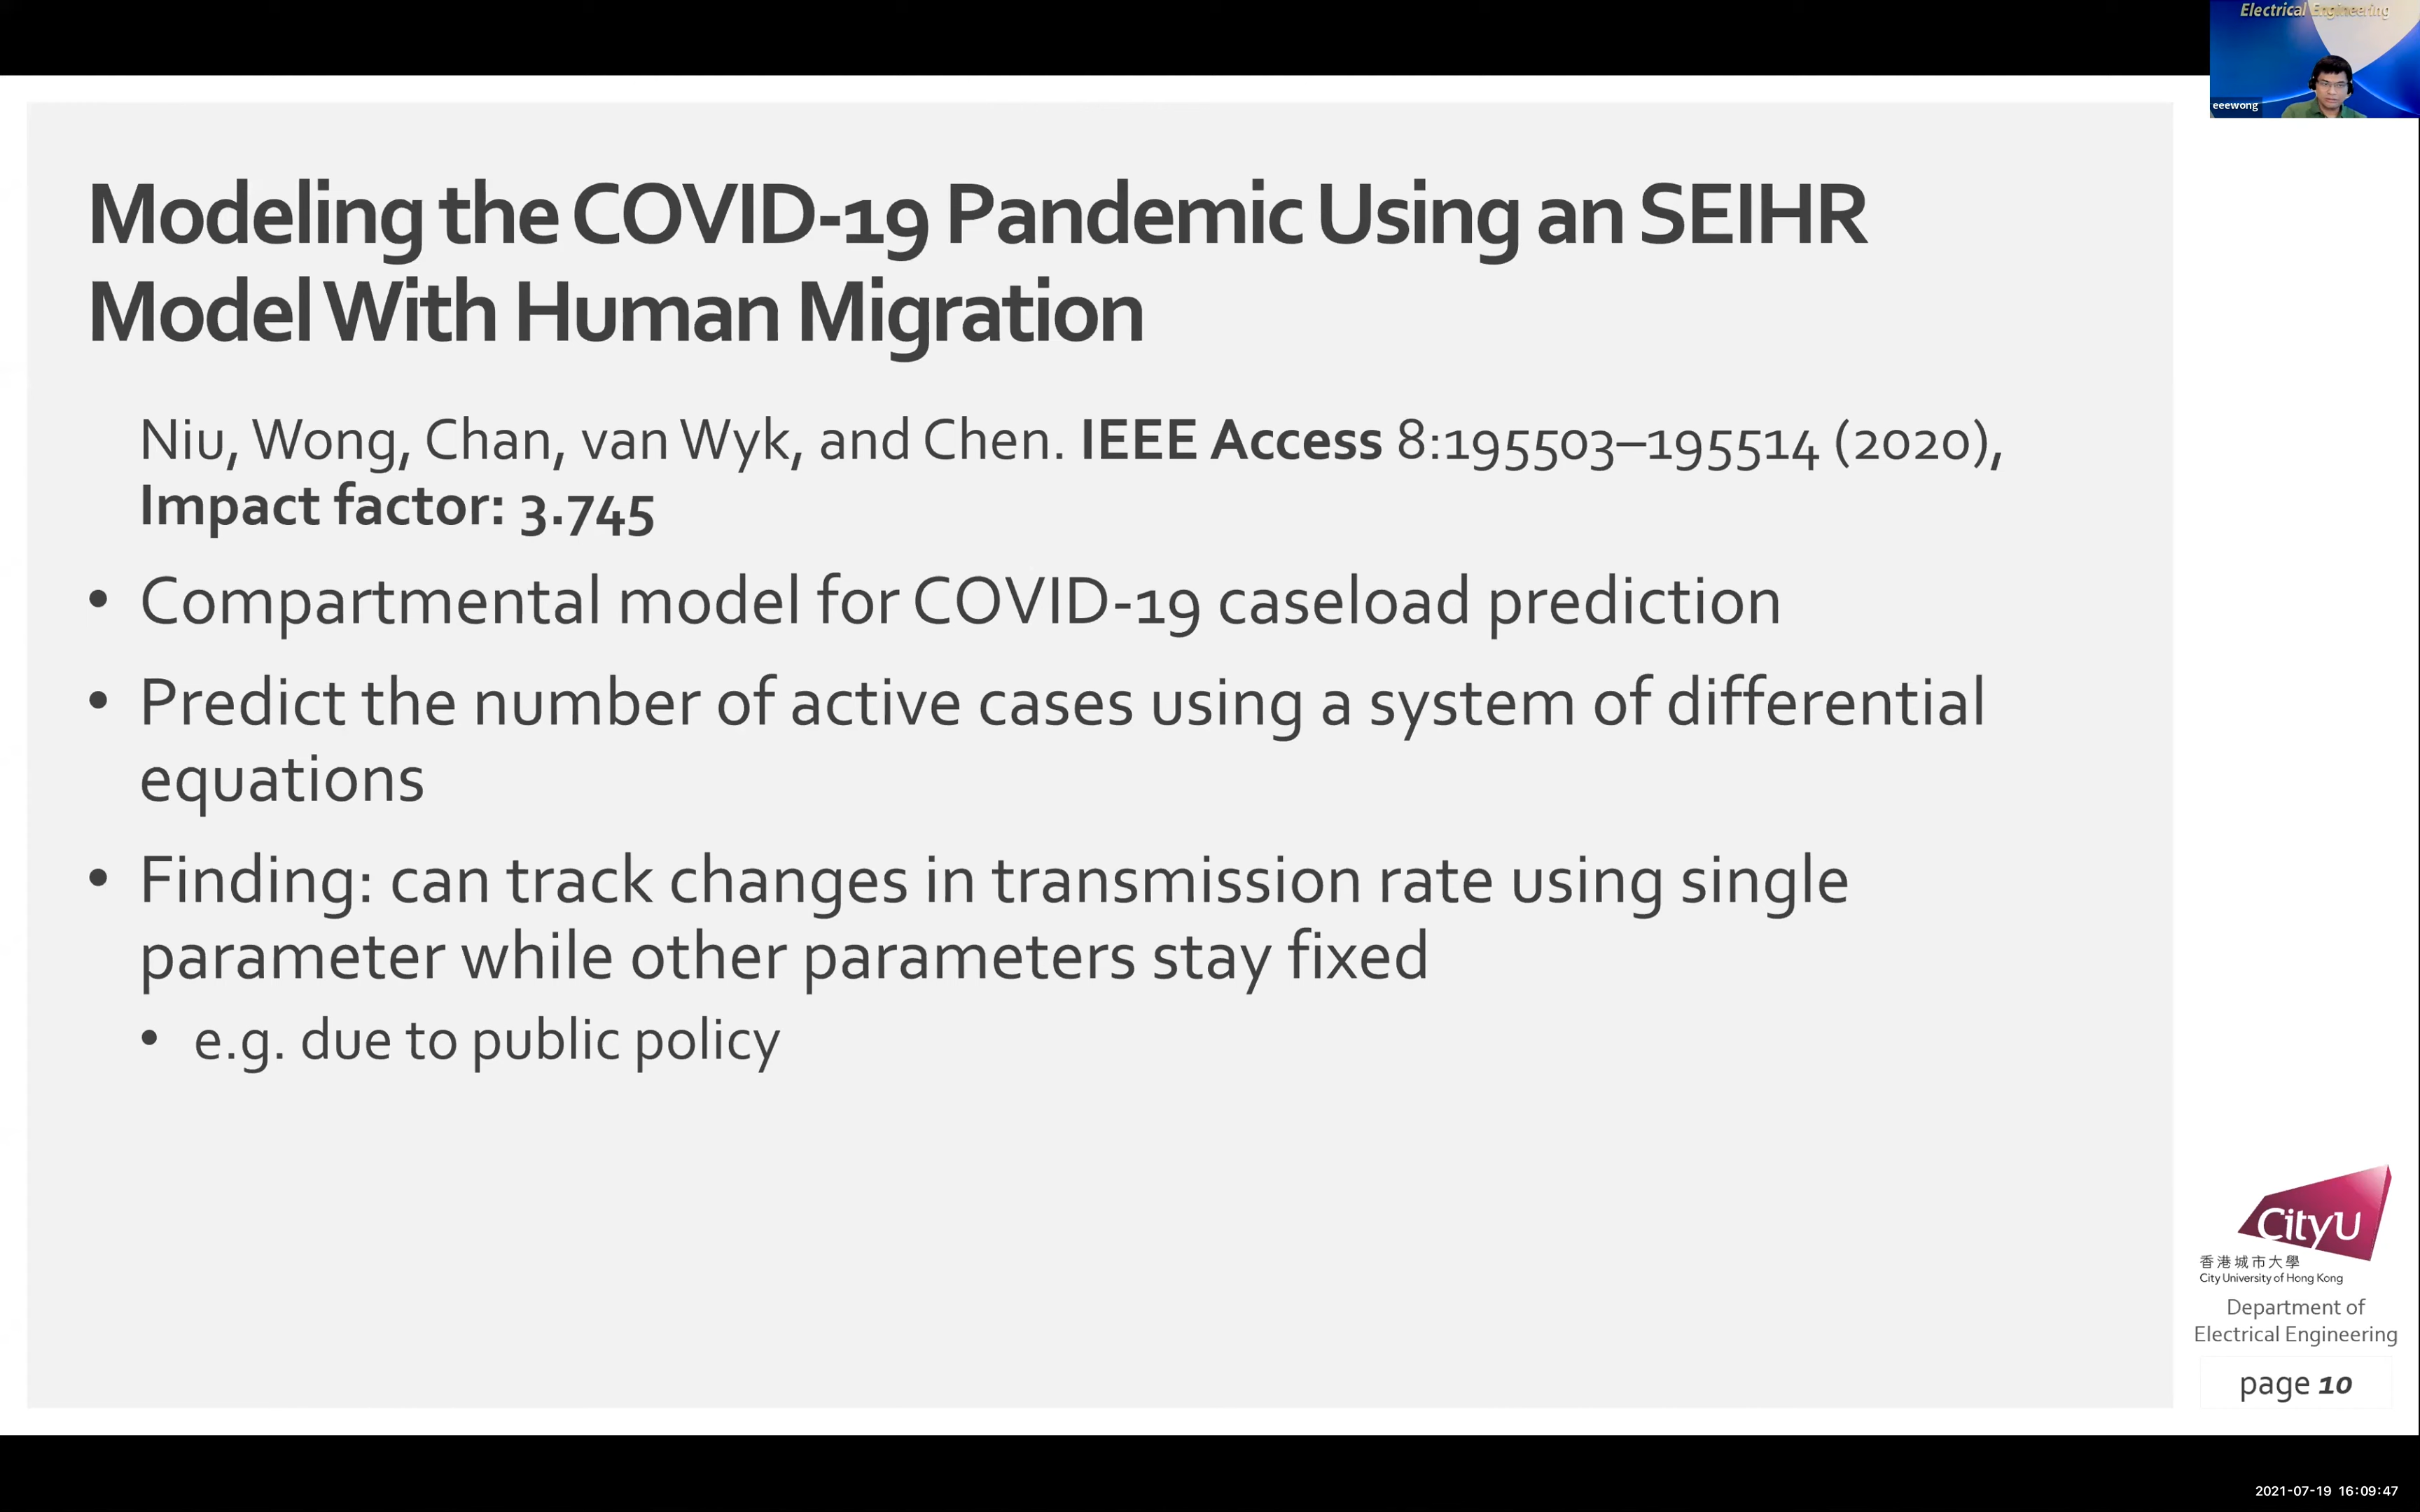 Electrical Engineering
eeewong
Modeling the COVID-19 Pandemic Using an SEIHR
Model With Human Migration
Niu, Wong, Chan, van Wyk, and Chen. IEEE Access 8:195503–195514 (2020),
Impact factor: 3.745
• Compartmental model for COVID-19 caseload prediction
• Predict the number of active cases using a system of differential
equations
• Finding: can track changes in transmission rate using single
parameter while other parameters stay fixed
• e.g. due to public policy
CityU
香港城市大學
City University of Hong Kong
Department of
Electrical Engineering
page 10
2021-07-19 16:09:47